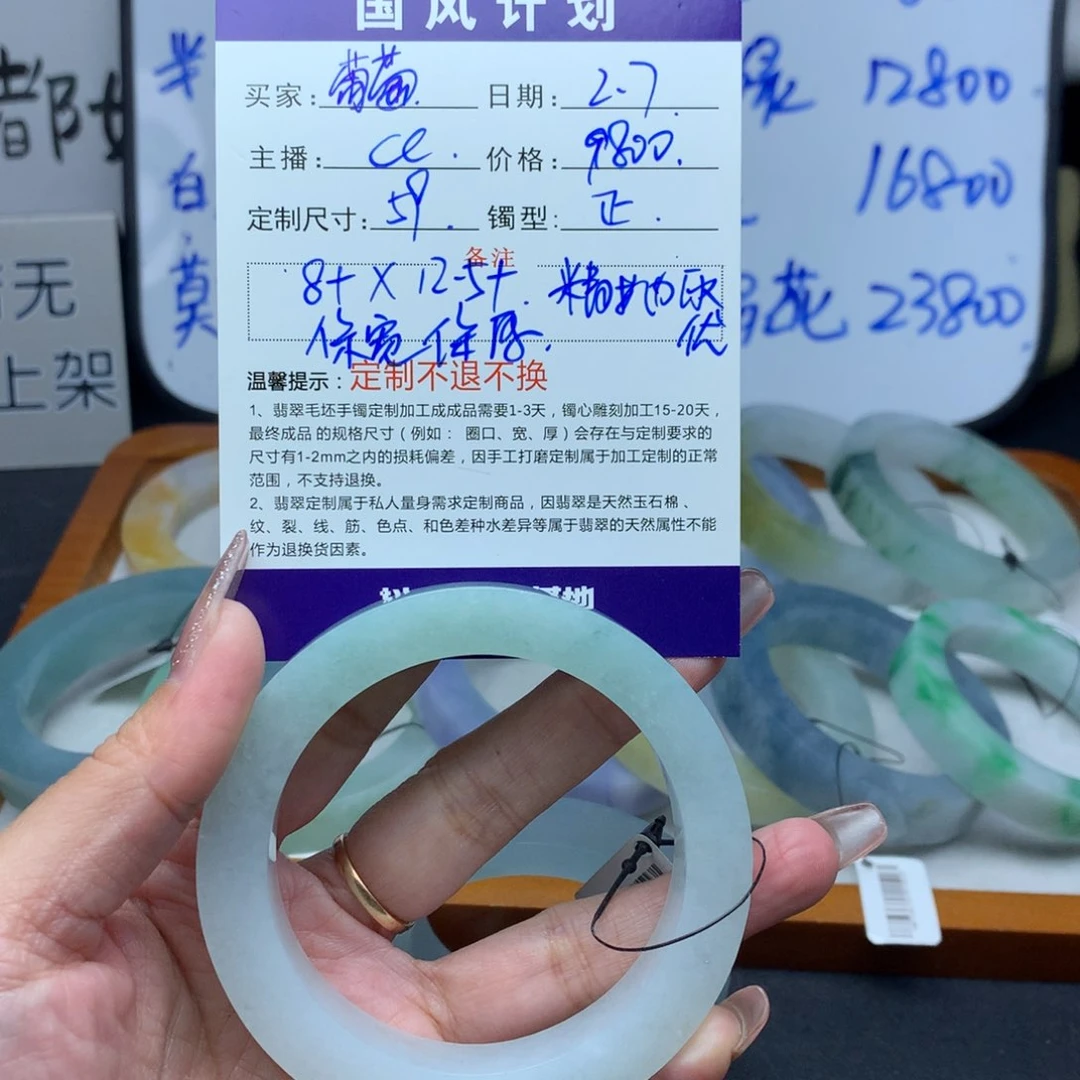 国风计划
买家：葡萄. 日期：2.7.
主播：cc. 价格：9800.
定制尺寸：59. 镯型：正.
备注
8+ X 12.5+. 精抛
保宽保厚.
温馨提示：定制不退不换
1、翡翠毛坯手镯定制加工成成品需要1-3天，镯心雕刻加工15-20天，
最终成品的规格尺寸（例如： 圈口、宽、厚）会存在与定制要求的
尺寸有1-2mm之内的损耗偏差，因手工打磨定制属于加工定制的正常
范围，不支持退换。
2、翡翠定制属于私人量身需求定制商品，因翡翠是天然玉石棉、
纹、裂、线、筋、色点、和色差种水差异等属于翡翠的天然属性不能
作为退换货因素。
半
白
莫
12800
16800
花 23800
都
无
上架